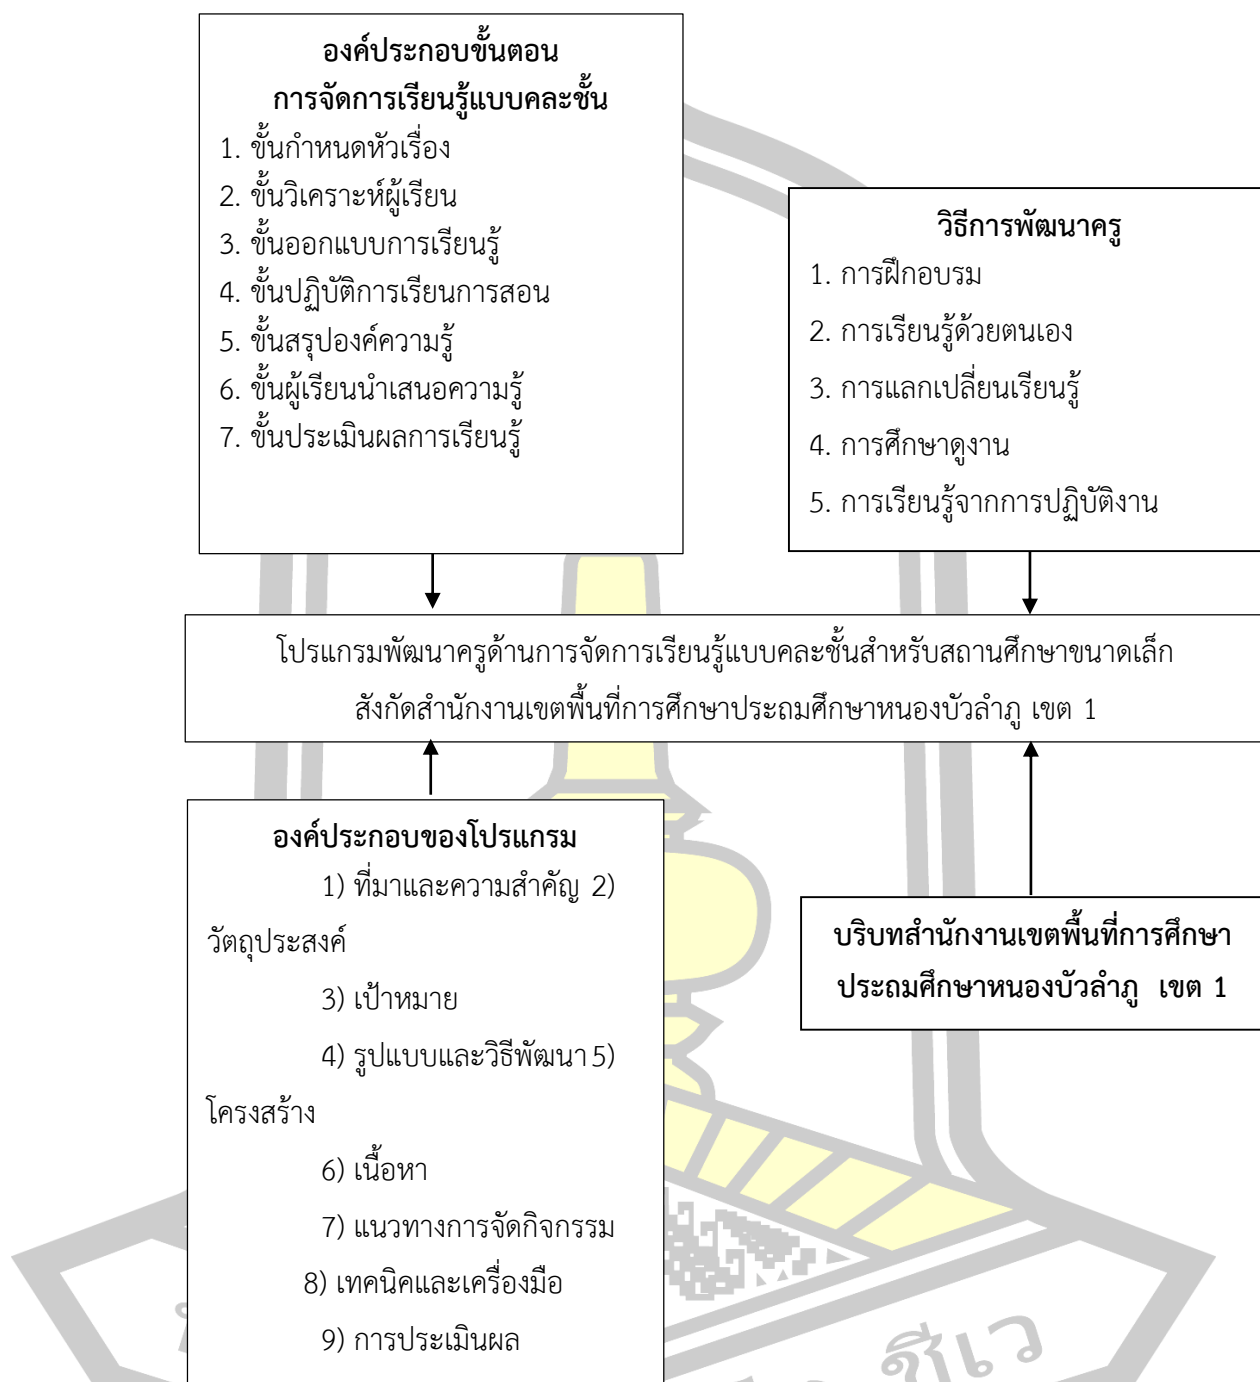 องค์ประกอบขั้นตอน
การจัดการเรียนรู้แบบคละชั้น
1. ขั้นกำหนดหัวเรื่อง
2. ขั้นวิเคราะห์ผู้เรียน
3. ขั้นออกแบบการเรียนรู้
4. ขั้นปฏิบัติการเรียนการสอน
5. ขั้นสรุปองค์ความรู้
6. ขั้นผู้เรียนนำเสนอความรู้
7. ขั้นประเมินผลการเรียนรู้
วิธีการพัฒนาครู
1. การฝึกอบรม
2. การเรียนรู้ด้วยตนเอง
3. การแลกเปลี่ยนเรียนรู้
4. การศึกษาดูงาน
5. การเรียนรู้จากการปฏิบัติงาน
โปรแกรมพัฒนาครูด้านการจัดการเรียนรู้แบบคละชั้นสำหรับสถานศึกษาขนาดเล็ก
สังกัดสำนักงานเขตพื้นที่การศึกษาประถมศึกษาหนองบัวลำภู เขต 1
องค์ประกอบของโปรแกรม
1) ที่มาและความสำคัญ 2)
วัตถุประสงค์
3) เป้าหมาย
4) รูปแบบและวิธีพัฒนา 5)
โครงสร้าง
6) เนื้อหา
7) แนวทางการจัดกิจกรรม
8) เทคนิคและเครื่องมือ
9) การประเมินผล
บริบทสำนักงานเขตพื้นที่การศึกษา
ประถมศึกษาหนองบัวลำภู เขต 1
ชีเว